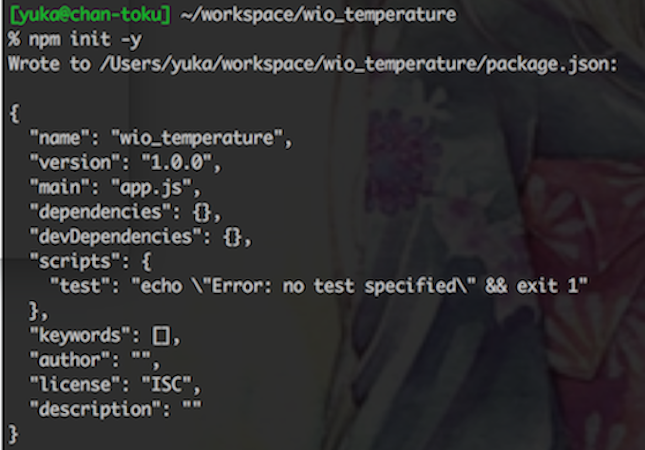 [yuka@chan-toku] ~/workspace/wio_temperature
% npm init -y
Wrote to /Users/yuka/workspace/wio_temperature/package.json:

{
  "name": "wio_temperature",
  "version": "1.0.0",
  "main": "app.js",
  "dependencies": {},
  "devDependencies": {},
  "scripts": {
    "test": "echo \"Error: no test specified\" && exit 1"
  },
  "keywords": [],
  "author": "",
  "license": "ISC",
  "description": ""
}